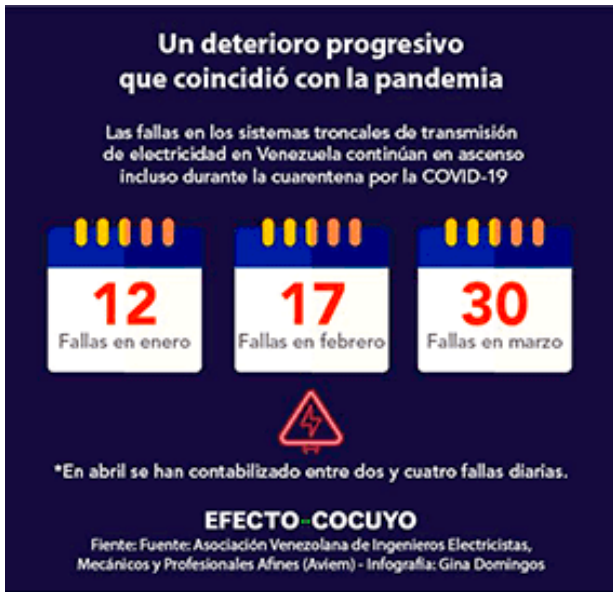 Un deterioro progresivo
que coincidió con la pandemia
Las fallas en los sistemas troncales de transmisión
de electricidad en Venezuela continúan en ascenso
incluso durante la cuarentena por la COVID-19
12
Fallas en enero
17
Fallas en febrero
30
Fallas en marzo
*En abril se han contabilizado entre dos y cuatro fallas diarias.
EFECTO-COCUYO
Fiente: Fuente: Asociación Venezolana de Ingenieros Electricistas,
Mecánicos y Profesionales Afines (Aviem) - Infografía: Gina Domingos